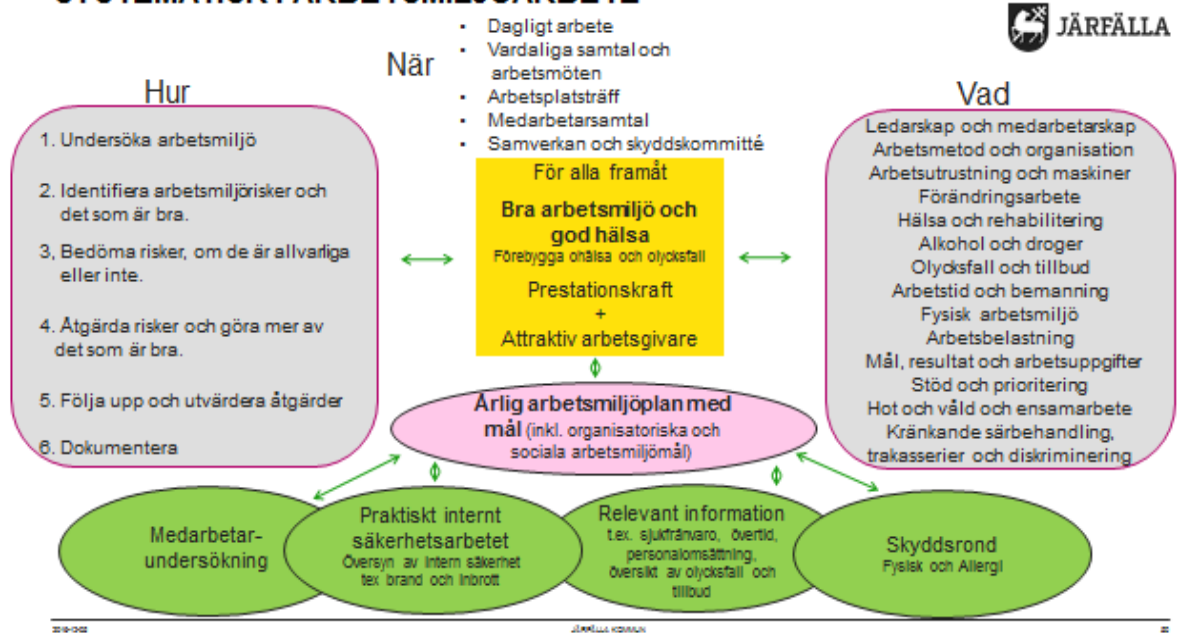 SYSTEMATISKT ARBETSMILJÖARBETE
JÄRFÄLLA
När
▪ Dagligt arbete
▪ Vardaliga samtal och
arbetsmöten
▪ Arbetsplatsträff
▪ Medarbetarsamtal
▪ Samverkan och skyddskommitté
Hur
1. Undersöka arbetsmiljö
2. Identifiera arbetsmiljörisker och
det som är bra.
3, Bedöma risker, om de är allvarliga
eller inte.
4. Åtgärda risker och göra mer av
det som är bra.
5. Följa upp och utvärdera åtgärder
6. Dokumentera
För alla framåt
Bra arbetsmiljö och
god hälsa
Förebygga ohälsa och olycksfall
Prestationskraft
+
Attraktiv arbetsgivare
Vad
Ledarskap och medarbetarskap
Arbetsmetod och organisation
Arbetsutrustning och maskiner
Förändringsarbete
Hälsa och rehabilitering
Alkohol och droger
Olycksfall och tillbud
Arbetstid och bemanning
Fysisk arbetsmiljö
Arbetsbelastning
Mål, resultat och arbetsuppgifter
Stöd och prioritering
Hot och våld och ensamarbete
Kränkande särbehandling,
trakasserier och diskriminering
Årlig arbetsmiljöplan med
mål (inkl. organisatoriska och
sociala arbetsmiljömål)
Medarbetar-
undersökning
Praktiskt internt
säkerhetsarbetet
Översyn av intern säkerhet
tex brand och inbrott
Relevant information
t.ex. sjukfrånvaro, övertid,
personalomsättning,
översikt av olycksfall och
tillbud
Skyddsrond
Fysisk och Allergi
JÄRFÄLLA KOMMUN